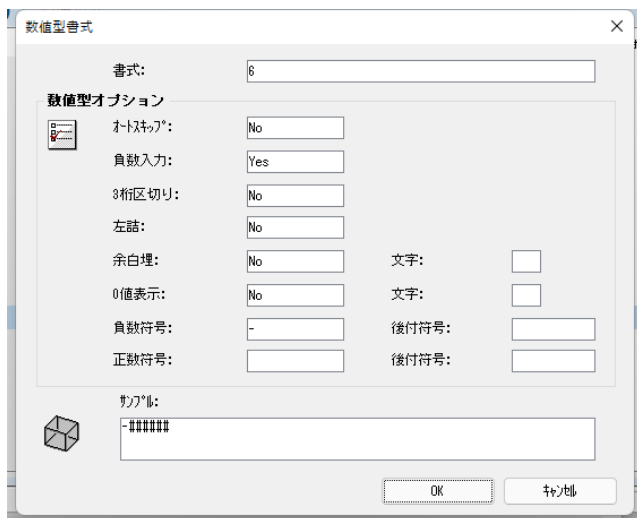 数値型書式
書式: 6
数値型オプション
ｵｰﾄｽｷｯﾌﾟ: No
負数入力: Yes
3桁区切り: No
左詰: No
余白埋: No 文字:
0値表示: No 文字:
負数符号: - 後付符号:
正数符号: 後付符号:
ｻﾝﾌﾟﾙ:
-######
OK ｷｬﾝｾﾙ